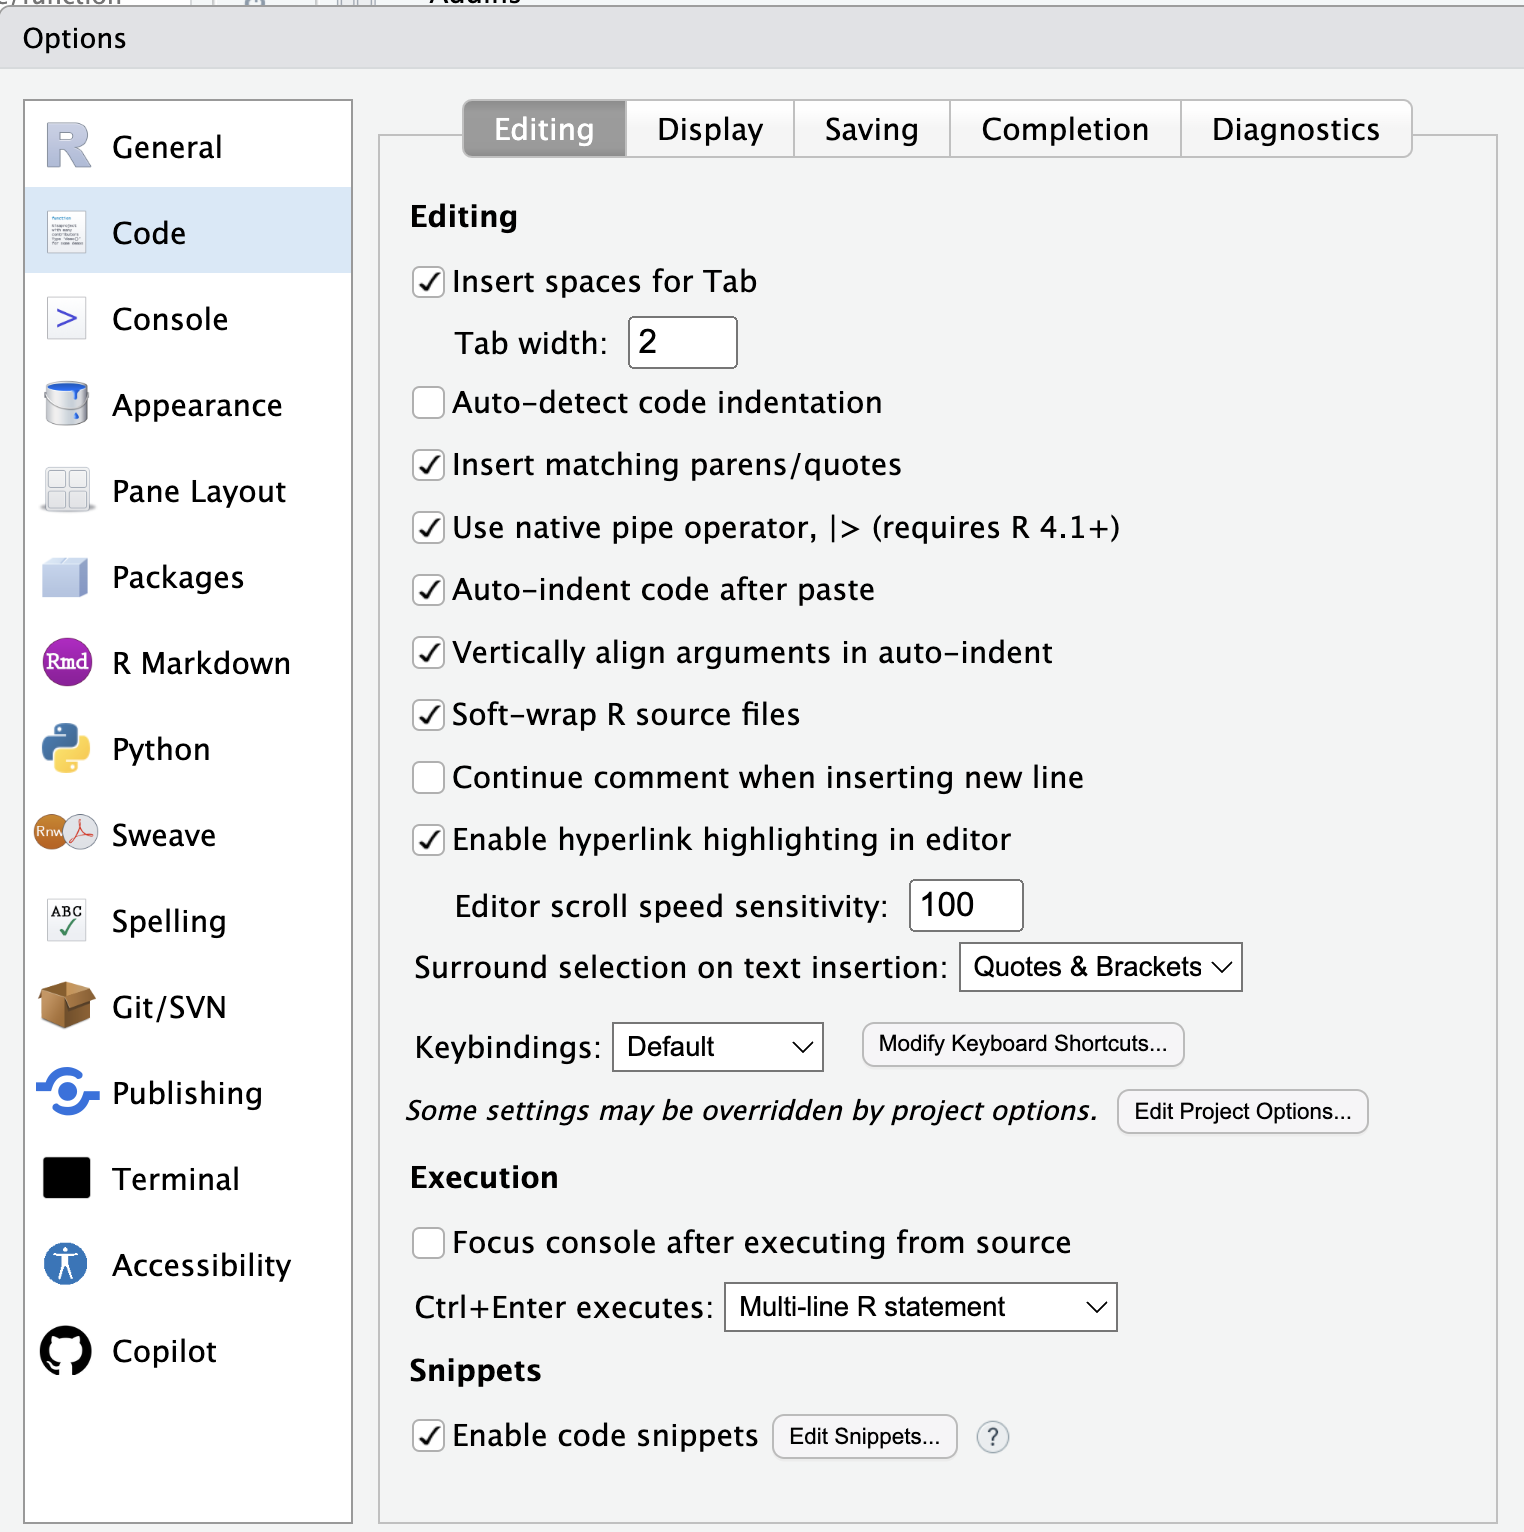 Options
General
Code
Console
Appearance
Pane Layout
Packages
Rmd
R Markdown
Python
Rnw
Sweave
ABC
Spelling
Git/SVN
Publishing
Terminal
Accessibility
Copilot
Editing Display Saving Completion Diagnostics
Editing
Insert spaces for Tab
Tab width: 2
Auto-detect code indentation
Insert matching parens/quotes
Use native pipe operator, |> (requires R 4.1+)
Auto-indent code after paste
Vertically align arguments in auto-indent
Soft-wrap R source files
Continue comment when inserting new line
Enable hyperlink highlighting in editor
Editor scroll speed sensitivity: 100
Surround selection on text insertion: Quotes & Brackets
Keybindings: Default Modify Keyboard Shortcuts...
Some settings may be overridden by project options. Edit Project Options...
Execution
Focus console after executing from source
Ctrl+Enter executes: Multi-line R statement
Snippets
Enable code snippets Edit Snippets... ?